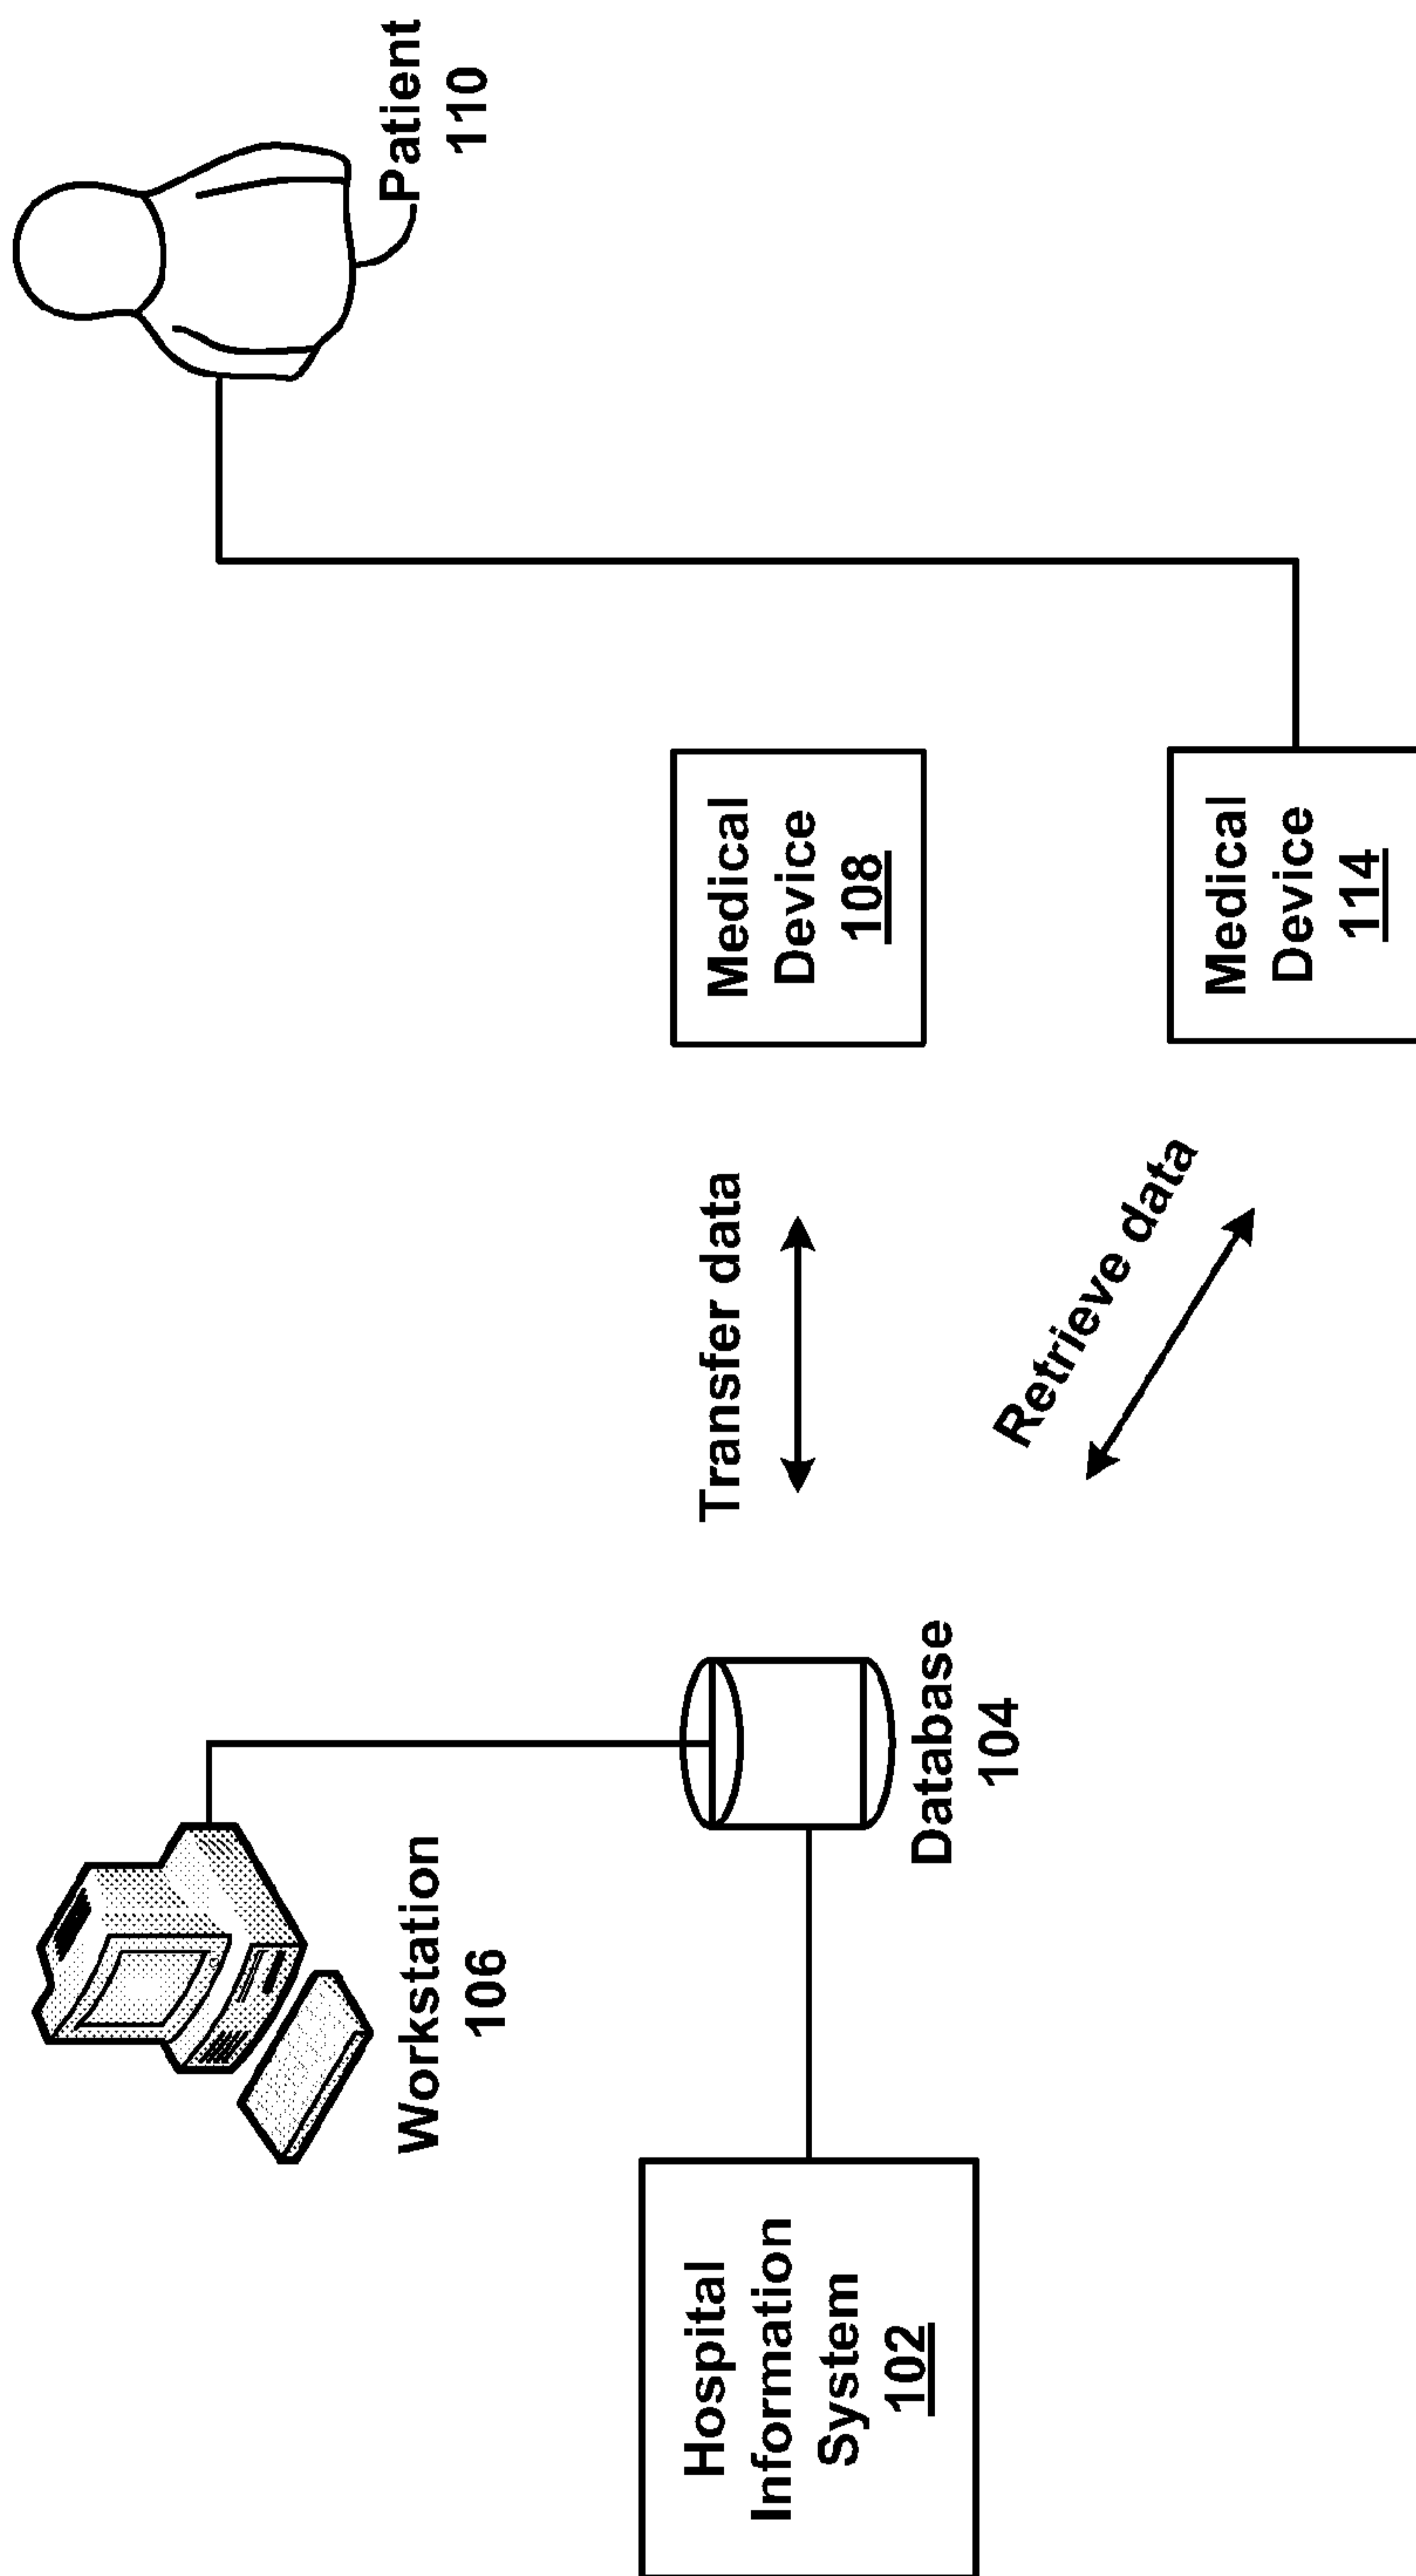 Workstation
106
Patient
110
Hospital
Information
System
102
Database
104
Transfer data
Retrieve data
Medical
Device
108
Medical
Device
114